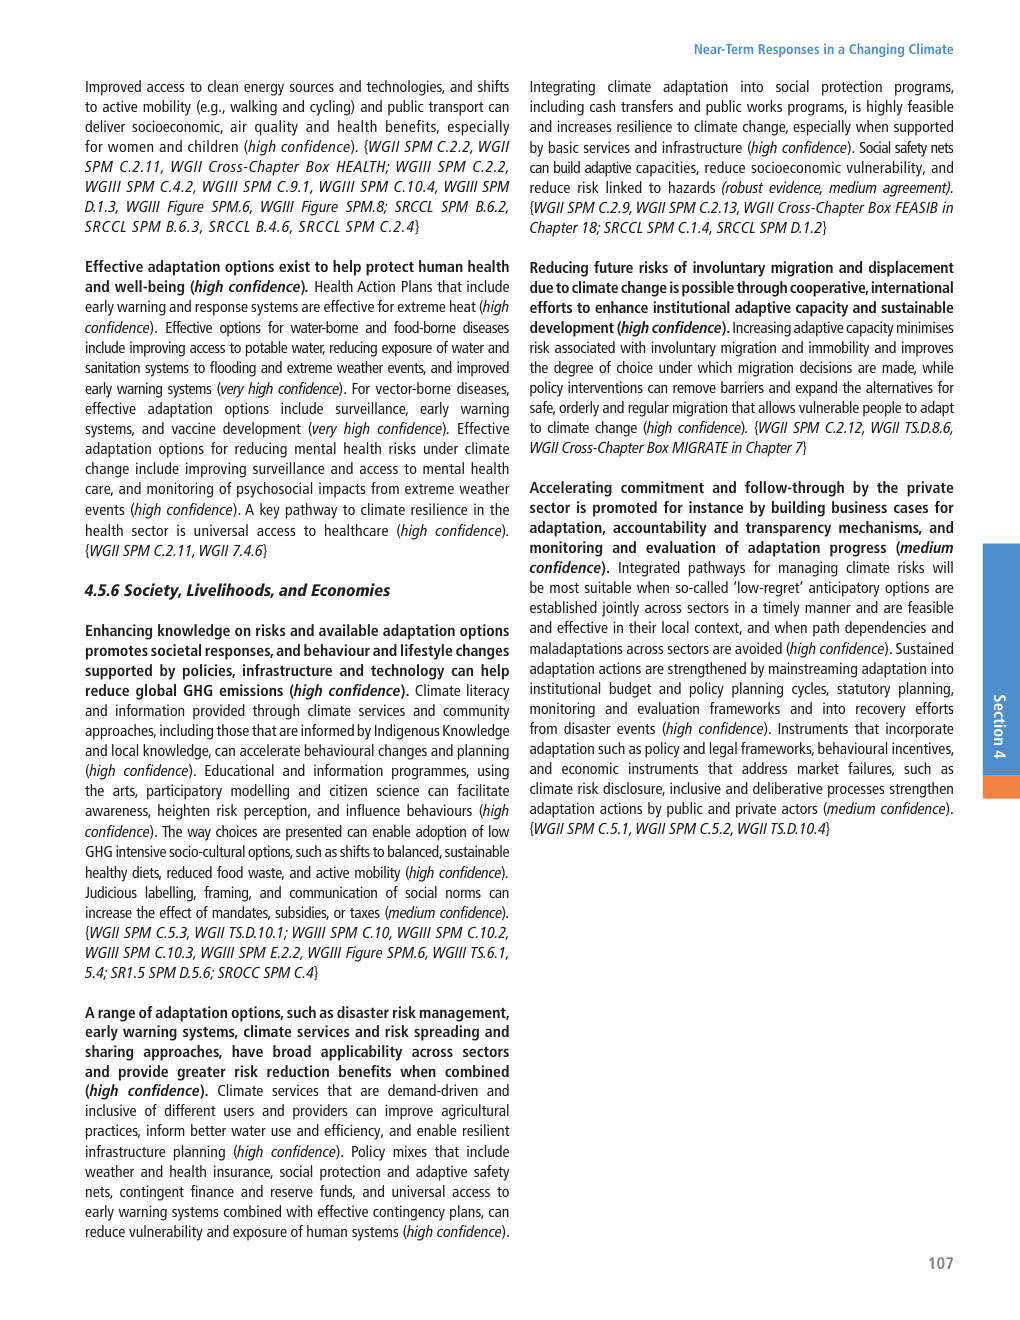 Near-Term Responses in a Changing Climate
Improved access to clean energy sources and technologies, and shifts
to active mobility (e.g., walking and cycling) and public transport can
deliver socioeconomic, air quality and health benefits, especially
for women and children (high confidence). {WGII SPM C.2.2, WGII
SPM C.2.11, WGII Cross-Chapter Box HEALTH; WGIII SPM C.2.2,
WGIII SPM C.4.2, WGIII SPM C.9.1, WGIII SPM C.10.4, WGIII SPM
D.1.3, WGIII Figure SPM.6, WGIII Figure SPM.8; SRCCL SPM B.6.2,
SRCCL SPM B.6.3, SRCCL B.4.6, SRCCL SPM C.2.4}
Effective adaptation options exist to help protect human health
and well-being (high confidence). Health Action Plans that include
early warning and response systems are effective for extreme heat (high
confidence). Effective options for water-borne and food-borne diseases
include improving access to potable water, reducing exposure of water and
sanitation systems to flooding and extreme weather events, and improved
early warning systems (very high confidence). For vector-borne diseases,
effective adaptation options include surveillance, early warning
systems, and vaccine development (very high confidence). Effective
adaptation options for reducing mental health risks under climate
change include improving surveillance and access to mental health
care, and monitoring of psychosocial impacts from extreme weather
events (high confidence). A key pathway to climate resilience in the
health sector is universal access to healthcare (high confidence).
{WGII SPM C.2.11, WGII 7.4.6}
4.5.6 Society, Livelihoods, and Economies
Enhancing knowledge on risks and available adaptation options
promotes societal responses, and behaviour and lifestyle changes
supported by policies, infrastructure and technology can help
reduce global GHG emissions (high confidence). Climate literacy
and information provided through climate services and community
approaches, including those that are informed by Indigenous Knowledge
and local knowledge, can accelerate behavioural changes and planning
(high confidence). Educational and information programmes, using
the arts, participatory modelling and citizen science can facilitate
awareness, heighten risk perception, and influence behaviours (high
confidence). The way choices are presented can enable adoption of low
GHG intensive socio-cultural options, such as shifts to balanced, sustainable
healthy diets, reduced food waste, and active mobility (high confidence).
Judicious labelling, framing, and communication of social norms can
increase the effect of mandates, subsidies, or taxes (medium confidence).
{WGII SPM C.5.3, WGII TS.D.10.1; WGIII SPM C.10, WGIII SPM C.10.2,
WGIII SPM C.10.3, WGIII SPM E.2.2, WGIII Figure SPM.6, WGIII TS.6.1,
5.4; SR1.5 SPM D.5.6; SROCC SPM C.4}
A range of adaptation options, such as disaster risk management,
early warning systems, climate services and risk spreading and
sharing approaches, have broad applicability across sectors
and provide greater risk reduction benefits when combined
(high confidence). Climate services that are demand-driven and
inclusive of different users and providers can improve agricultural
practices, inform better water use and efficiency, and enable resilient
infrastructure planning (high confidence). Policy mixes that include
weather and health insurance, social protection and adaptive safety
nets, contingent finance and reserve funds, and universal access to
early warning systems combined with effective contingency plans, can
reduce vulnerability and exposure of human systems (high confidence).
Integrating climate adaptation into social protection programs,
including cash transfers and public works programs, is highly feasible
and increases resilience to climate change, especially when supported
by basic services and infrastructure (high confidence). Social safety nets
can build adaptive capacities, reduce socioeconomic vulnerability, and
reduce risk linked to hazards (robust evidence, medium agreement).
{WGII SPM C.2.9, WGII SPM C.2.13, WGII Cross-Chapter Box FEASIB in
Chapter 18; SRCCL SPM C.1.4, SRCCL SPM D.1.2}
Reducing future risks of involuntary migration and displacement
due to climate change is possible through cooperative, international
efforts to enhance institutional adaptive capacity and sustainable
development (high confidence). Increasing adaptive capacity minimises
risk associated with involuntary migration and immobility and improves
the degree of choice under which migration decisions are made, while
policy interventions can remove barriers and expand the alternatives for
safe, orderly and regular migration that allows vulnerable people to adapt
to climate change (high confidence). {WGII SPM C.2.12, WGII TS.D.8.6,
WGII Cross-Chapter Box MIGRATE in Chapter 7}
Accelerating commitment and follow-through by the private
sector is promoted for instance by building business cases for
adaptation, accountability and transparency mechanisms, and
monitoring and evaluation of adaptation progress (medium
confidence). Integrated pathways for managing climate risks will
be most suitable when so-called ‘low-regret’ anticipatory options are
established jointly across sectors in a timely manner and are feasible
and effective in their local context, and when path dependencies and
maladaptations across sectors are avoided (high confidence). Sustained
adaptation actions are strengthened by mainstreaming adaptation into
institutional budget and policy planning cycles, statutory planning,
monitoring and evaluation frameworks and into recovery efforts
from disaster events (high confidence). Instruments that incorporate
adaptation such as policy and legal frameworks, behavioural incentives,
and economic instruments that address market failures, such as
climate risk disclosure, inclusive and deliberative processes strengthen
adaptation actions by public and private actors (medium confidence).
{WGII SPM C.5.1, WGII SPM C.5.2, WGII TS.D.10.4}
Section 4
107